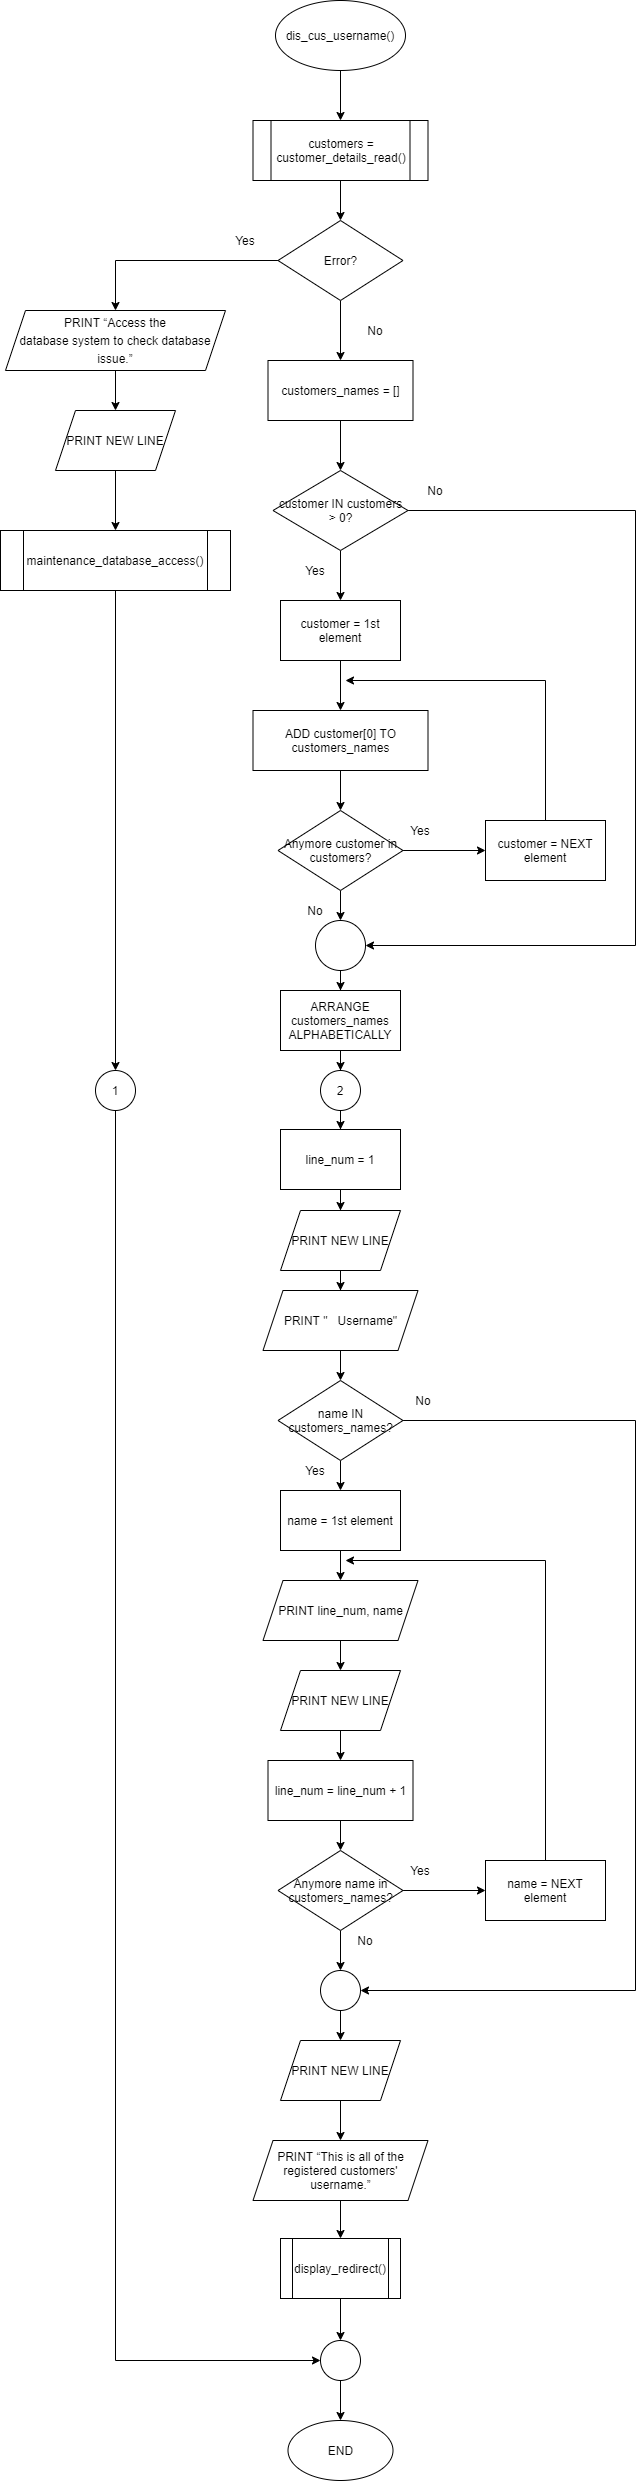 dis_cus_username()
customers =
customer_details_read()
Error?
Yes
No
PRINT “Access the
database system to check database
issue.”
PRINT NEW LINE
maintenance_database_access()
customers_names = []
customer IN customers
> 0?
No
Yes
customer = 1st
element
ADD customer[0] TO
customers_names
Anymore customer in
customers?
Yes
customer = NEXT
element
No
ARRANGE
customers_names
ALPHABETICALLY
1
2
line_num = 1
PRINT NEW LINE
PRINT "   Username"
name IN
customers_names?
No
Yes
name = 1st element
PRINT line_num, name
PRINT NEW LINE
line_num = line_num + 1
Anymore name in
customers_names?
Yes
name = NEXT
element
No
PRINT NEW LINE
PRINT “This is all of the
registered customers'
username.”
display_redirect()
END